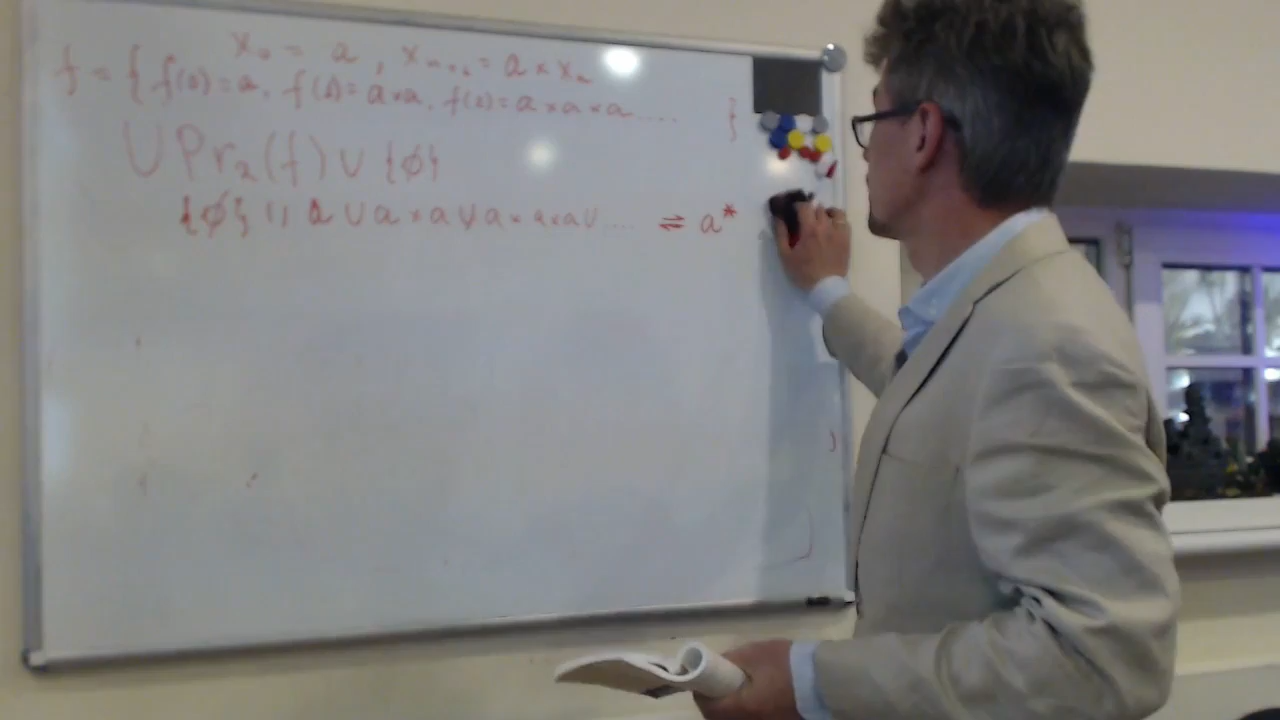 x₀ = a, xₙ₊₁ = a × xₙ
f = { f(0) = a, f(1) = a×a, f(2) = a × a × a .... }
∪ Pr₂(f) ∪ {∅}
{∅} ∪ a ∪ a × a ∪ a × a×a ∪ .... ⇌ a*